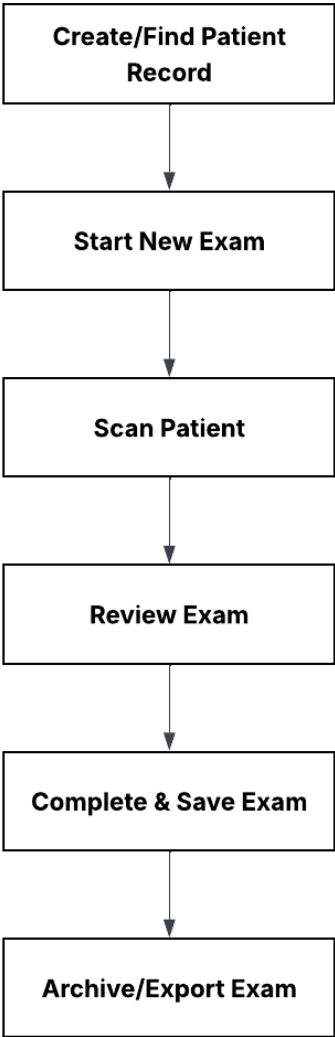 Create/Find Patient
Record
Start New Exam
Scan Patient
Review Exam
Complete & Save Exam
Archive/Export Exam